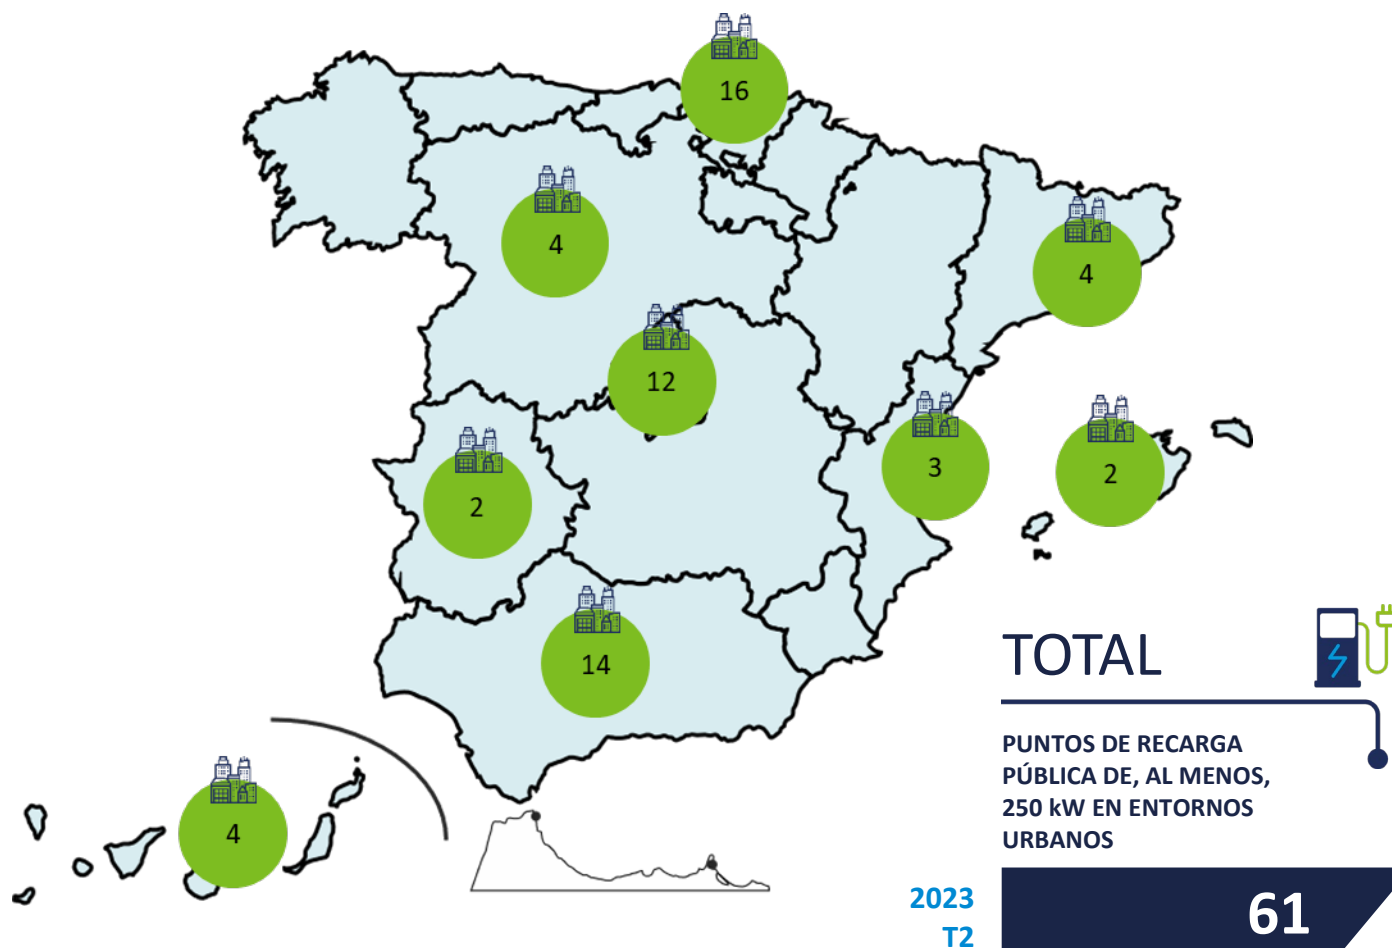 16
4
4
12
3
2
2
14
4
TOTAL
PUNTOS DE RECARGA
PÚBLICA DE, AL MENOS,
250 kW EN ENTORNOS
URBANOS
2023
T2
61